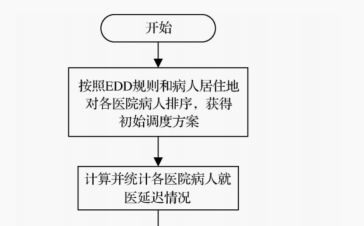 开始
按照EDD规则和病人居住地
对各医院病人排序，获得
初始调度方案
计算并统计各医院病人就
医延迟情况